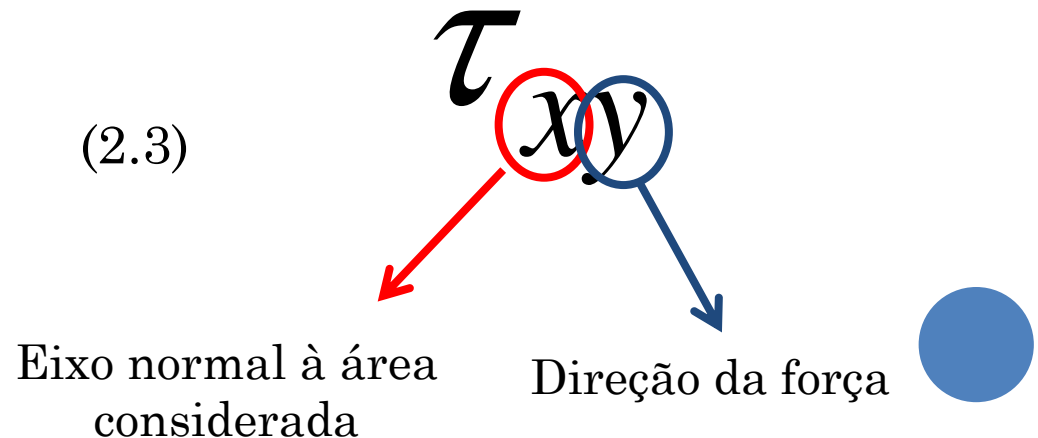 τxy
(2.3)
Eixo normal à área
considerada
Direção da força